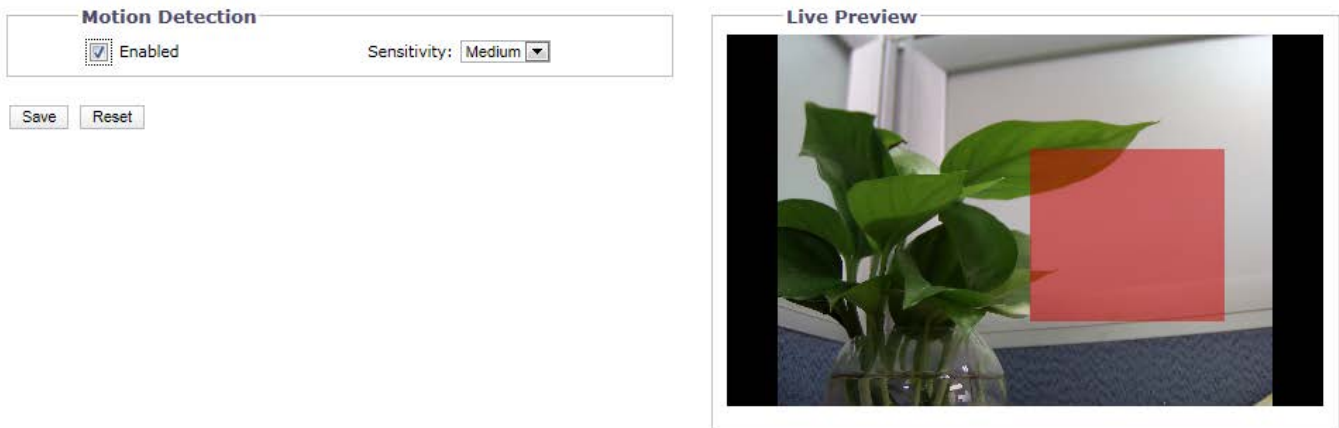 Motion Detection
Enabled
Sensitivity: Medium
Save Reset
Live Preview